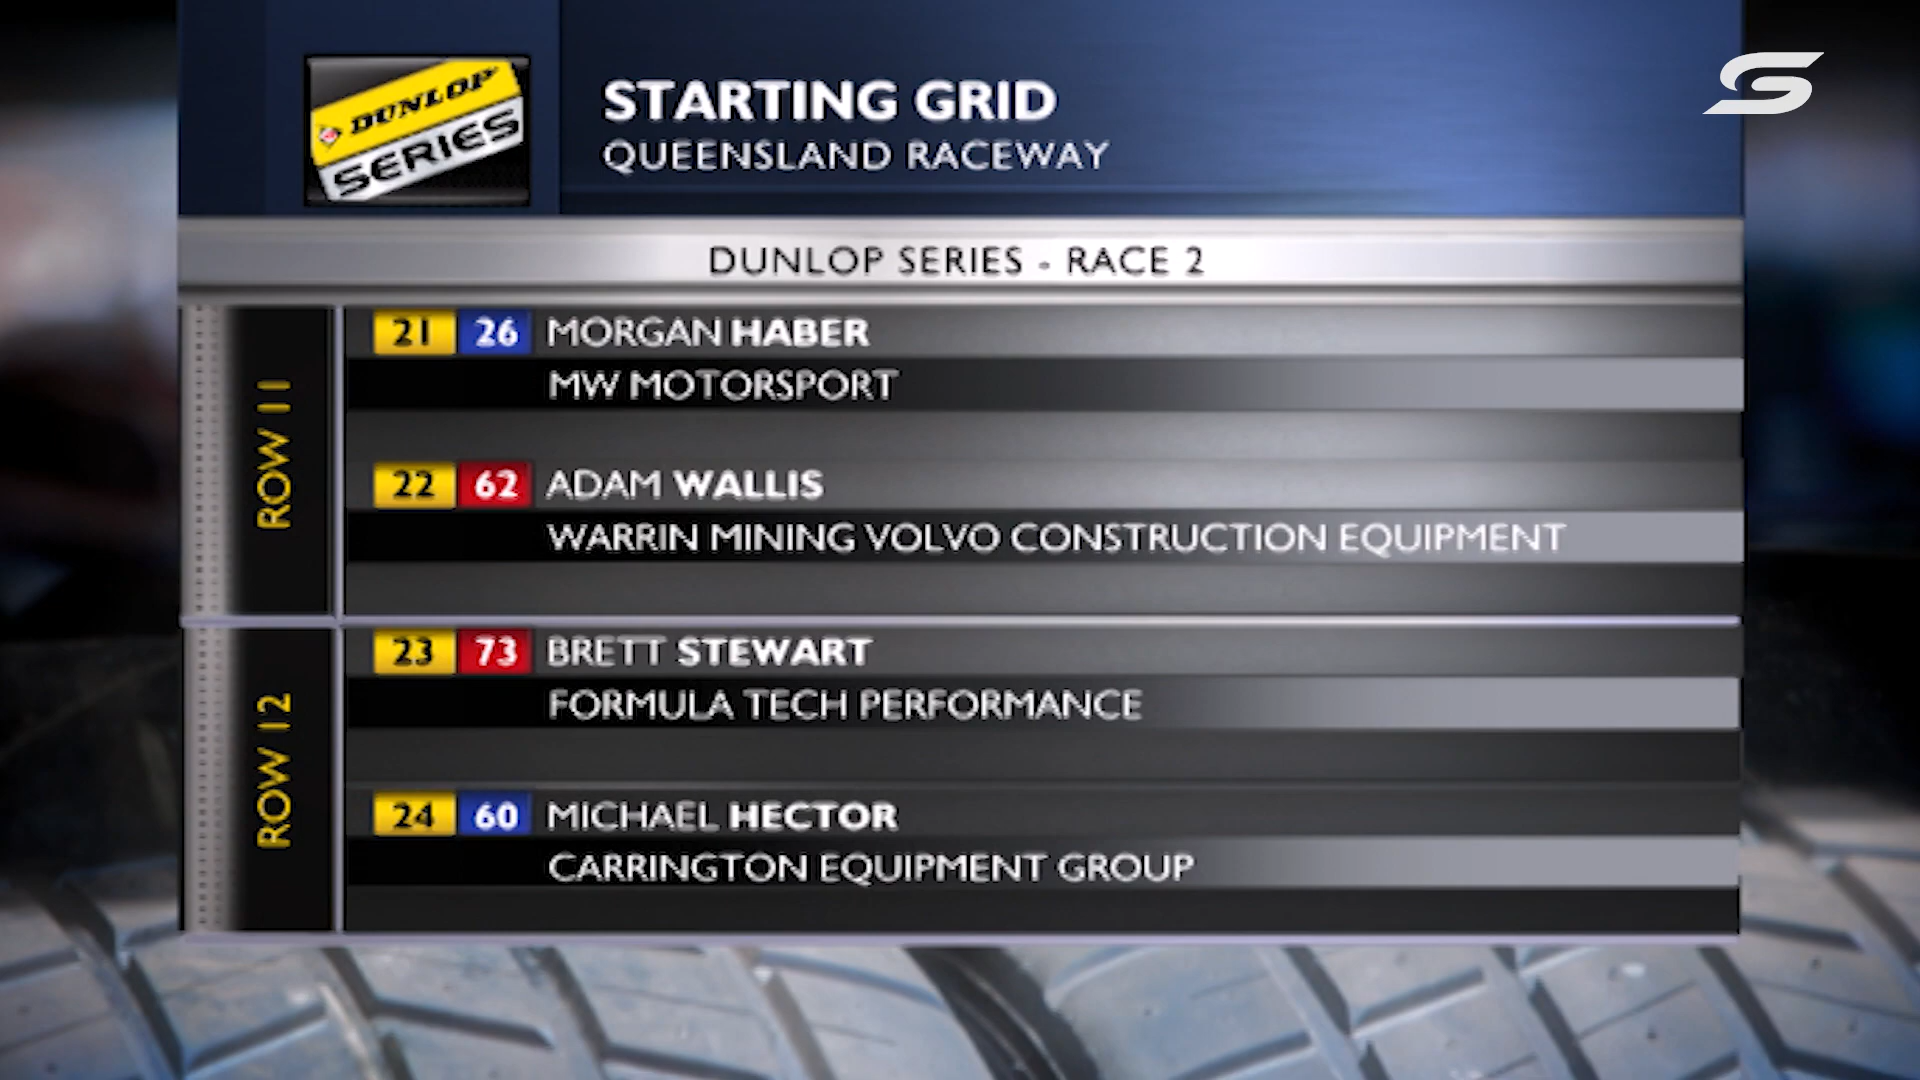 DUNLOP
SERIES
STARTING GRID
QUEENSLAND RACEWAY
DUNLOP SERIES - RACE 2
ROW 11
21 26 MORGAN HABER
MW MOTORSPORT
22 62 ADAM WALLIS
WARRIN MINING VOLVO CONSTRUCTION EQUIPMENT
ROW 12
23 73 BRETT STEWART
FORMULA TECH PERFORMANCE
24 60 MICHAEL HECTOR
CARRINGTON EQUIPMENT GROUP